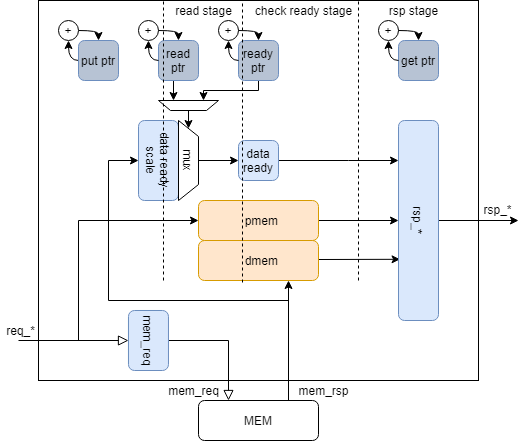 read stage
check ready stage
rsp stage
+
+
+
+
put ptr
read
ptr
ready
ptr
get ptr
data ready
scale
mux
data
ready
rsp_*
pmem
dmem
rsp_*
req_*
mem_req
mem_req
mem_rsp
MEM